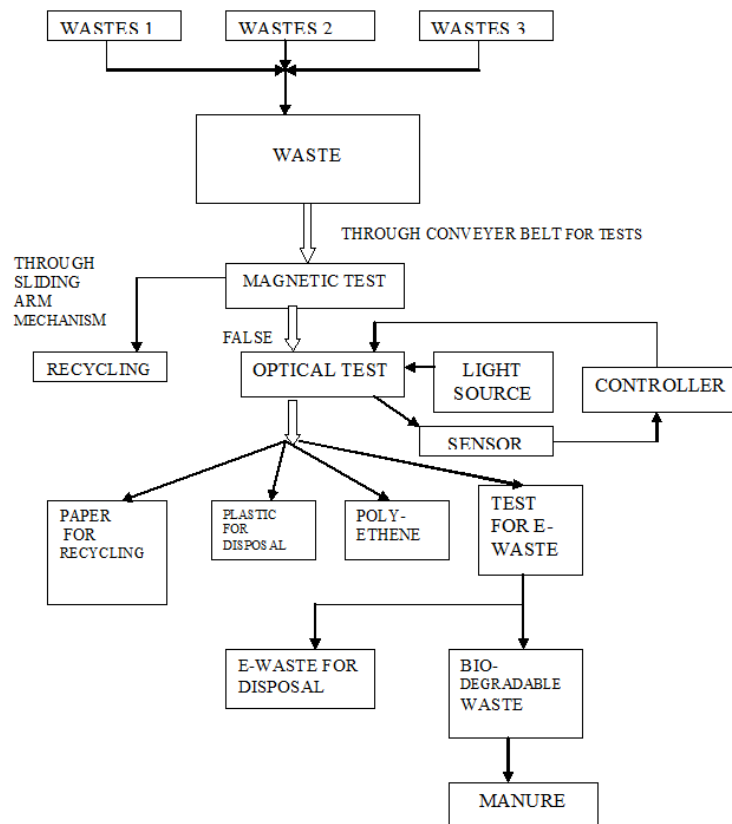 WASTES 1
WASTES 2
WASTES 3
WASTE
THROUGH CONVEYER BELT FOR TESTS
THROUGH
SLIDING
ARM
MECHANISM
MAGNETIC TEST
FALSE
RECYCLING
OPTICAL TEST
LIGHT
SOURCE
CONTROLLER
SENSOR
PAPER
FOR
RECYCLING
PLASTIC
FOR
DISPOSAL
POLY-
ETHENE
TEST
FOR E-
WASTE
E-WASTE FOR
DISPOSAL
BIO-
DEGRADABLE
WASTE
MANURE